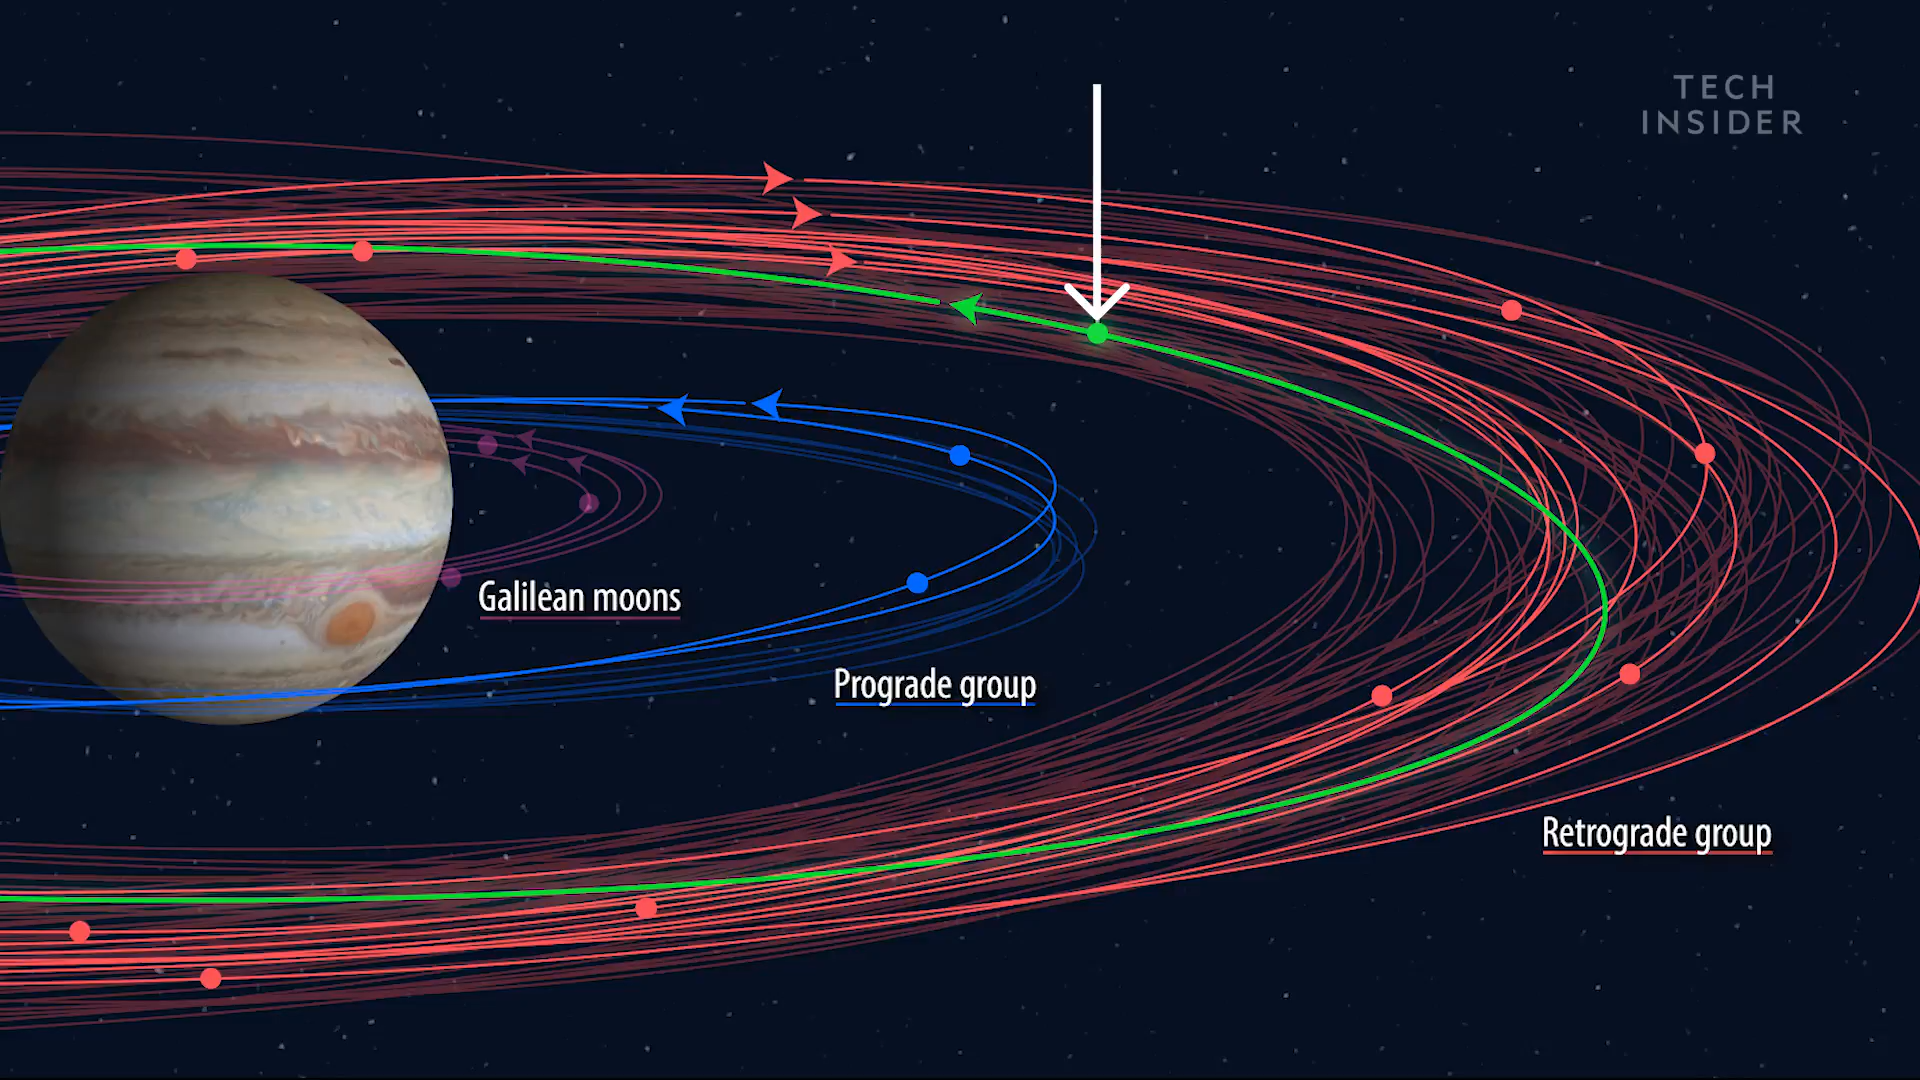 TECH
INSIDER
Galilean moons
Prograde group
Retrograde group